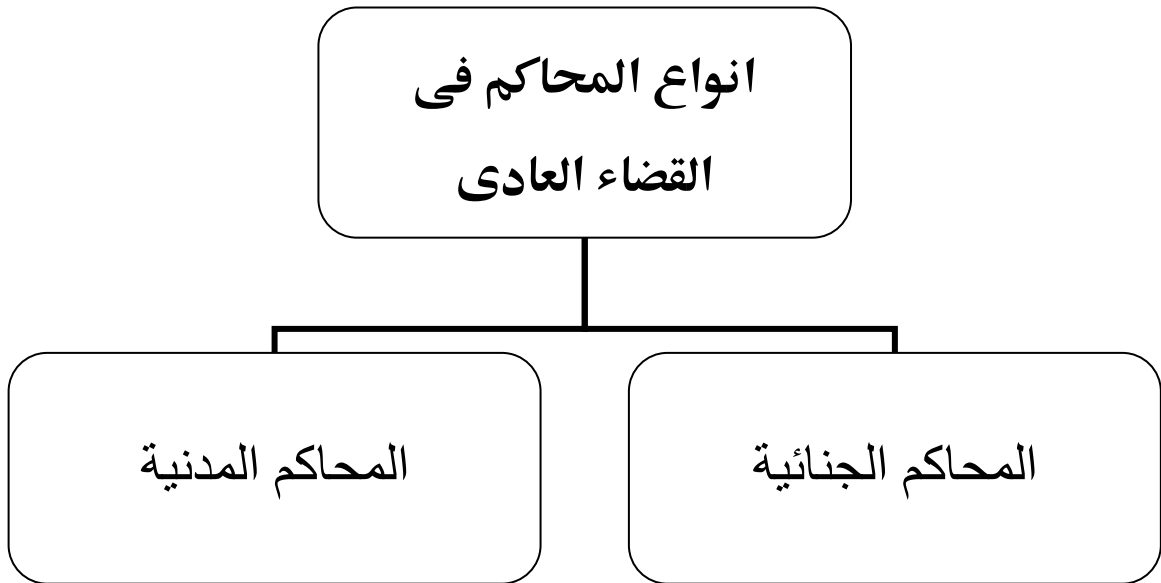 انواع المحاكم فى
القضاء العادى
المحاكم الجنائية
المحاكم المدنية